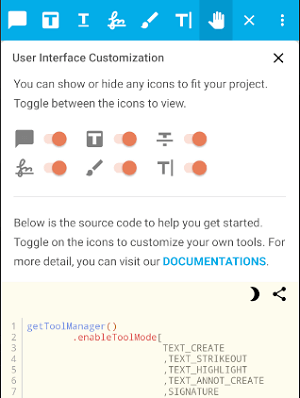 User Interface Customization
You can show or hide any icons to fit your project.
Toggle between the icons to view.
Below is the source code to help you get started.
Toggle on the icons to customize your own tools. For
more detail, you can visit our DOCUMENTATIONS.
1 getToolManager()
2 .enableToolMode[
3 TEXT_CREATE
4 ,TEXT_STRIKEOUT
5 ,TEXT_HIGHLIGHT
6 ,TEXT_ANNOT_CREATE
7 ,SIGNATURE